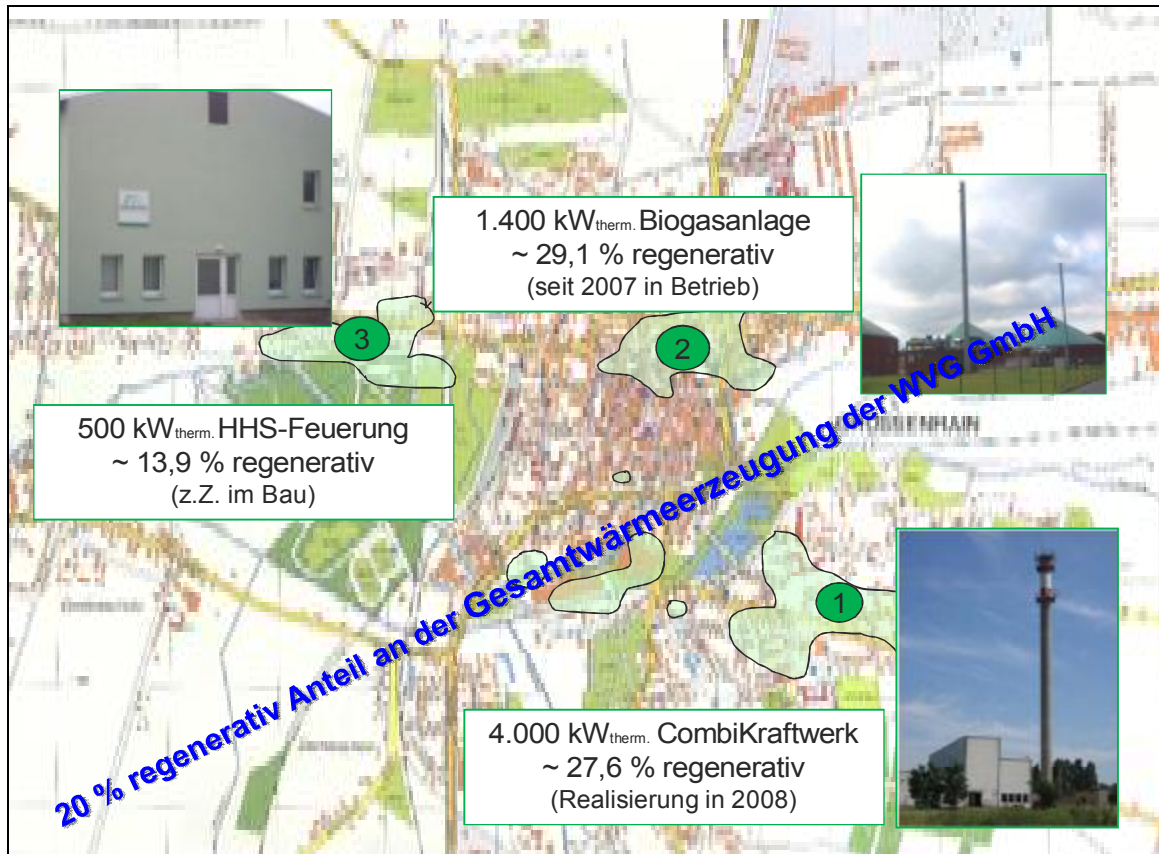 1.400 kWtherm. Biogasanlage
~ 29,1 % regenerativ
(seit 2007 in Betrieb)
3
2
500 kWtherm. HHS-Feuerung
~ 13,9 % regenerativ
(z.Z. im Bau)
20 % regenerativ Anteil an der Gesamtwärmeerzeugung der WVG GmbH
1
4.000 kWtherm. CombiKraftwerk
~ 27,6 % regenerativ
(Realisierung in 2008)